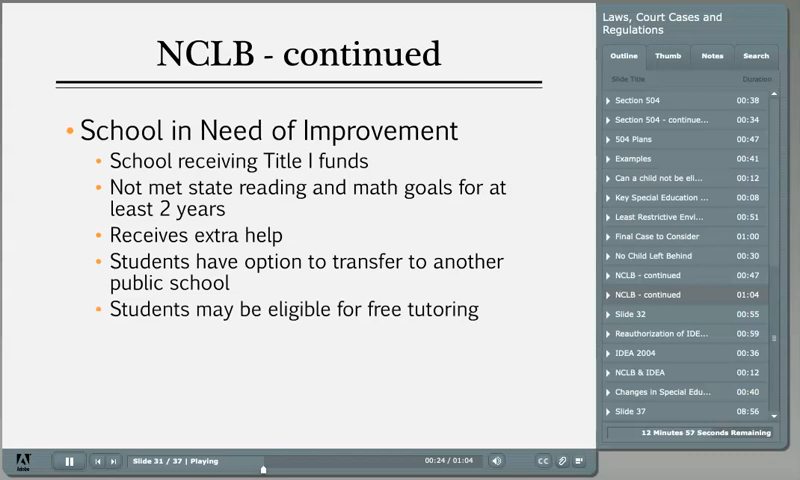 NCLB - continued
• School in Need of Improvement
• School receiving Title I funds
• Not met state reading and math goals for at
least 2 years
• Receives extra help
• Students have option to transfer to another
public school
• Students may be eligible for free tutoring
Laws, Court Cases and
Regulations
Outline Thumb Notes Search
Slide Title Duration
Section 504 00:38
Section 504 - continue... 00:34
504 Plans 00:47
Examples 00:41
Can a child not be eli... 00:12
Key Special Education ... 00:08
Least Restrictive Envi... 00:51
Final Case to Consider 01:00
No Child Left Behind 00:30
NCLB - continued 00:47
NCLB - continued 01:04
Slide 32 00:55
Reauthorization of IDE... 00:59
IDEA 2004 00:36
NCLB & IDEA 00:12
Changes in Special Edu... 00:40
Slide 37 08:56
12 Minutes 57 Seconds Remaining
Adobe
Slide 31 / 37 | Playing 00:24 / 01:04 CC